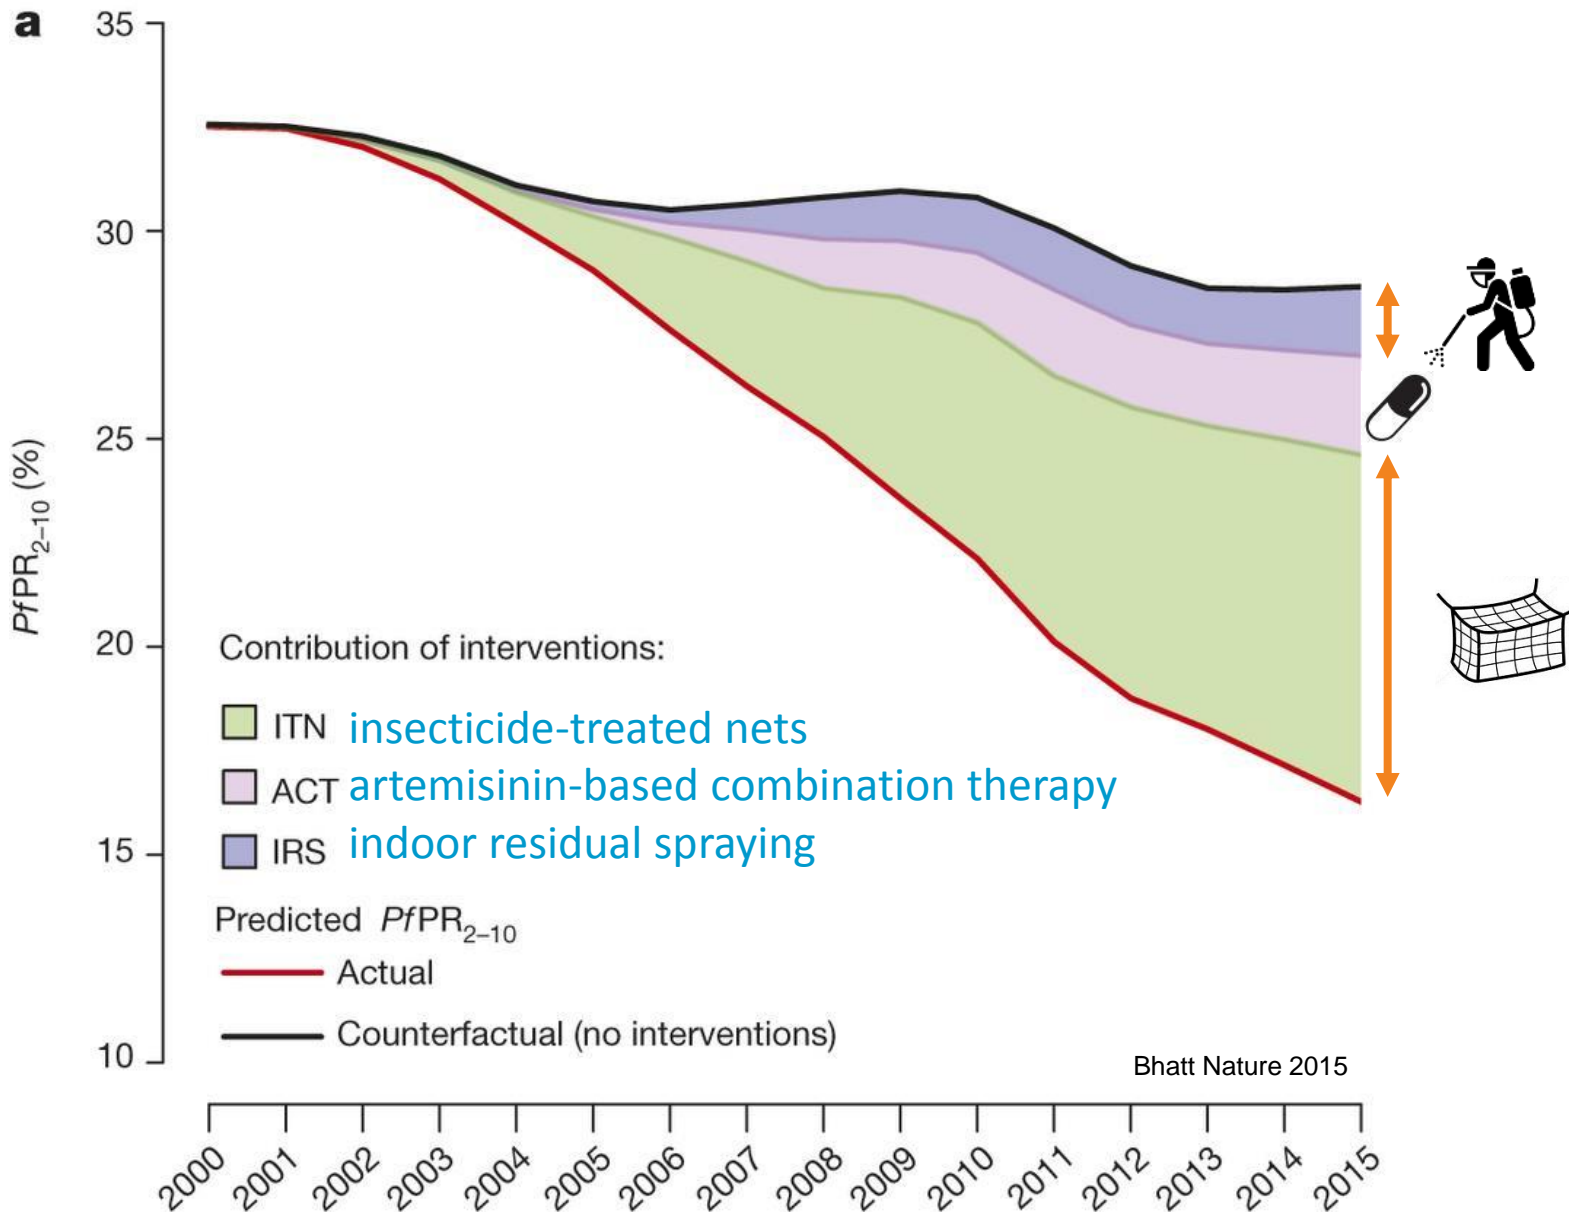 a
35
30
25
20
15
10
PfPR2–10 (%)
Contribution of interventions:
ITN insecticide-treated nets
ACT artemisinin-based combination therapy
IRS indoor residual spraying
Predicted PfPR2–10
Actual
Counterfactual (no interventions)
Bhatt Nature 2015
2000 2001 2002 2003 2004 2005 2006 2007 2008 2009 2010 2011 2012 2013 2014 2015